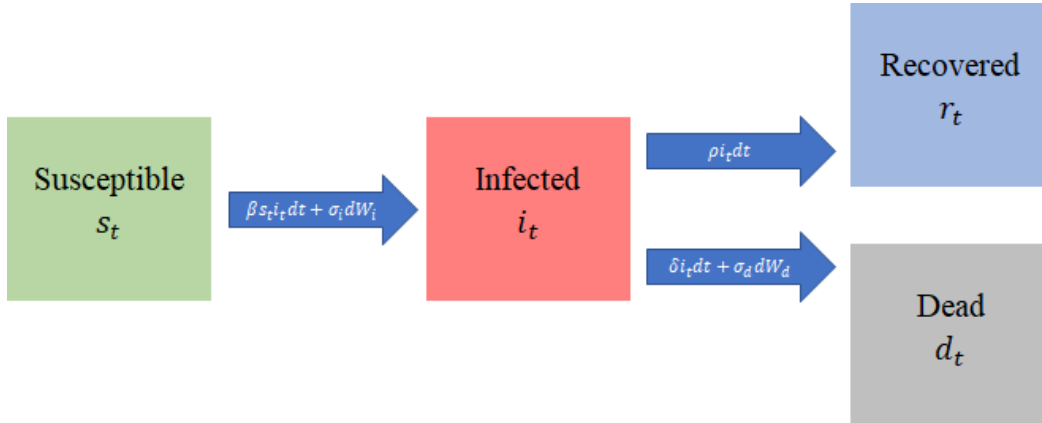 Susceptible
s_t
βs_t i_t dt + σ_i dW_i
Infected
i_t
ρi_t dt
δi_t dt + σ_d dW_d
Recovered
r_t
Dead
d_t